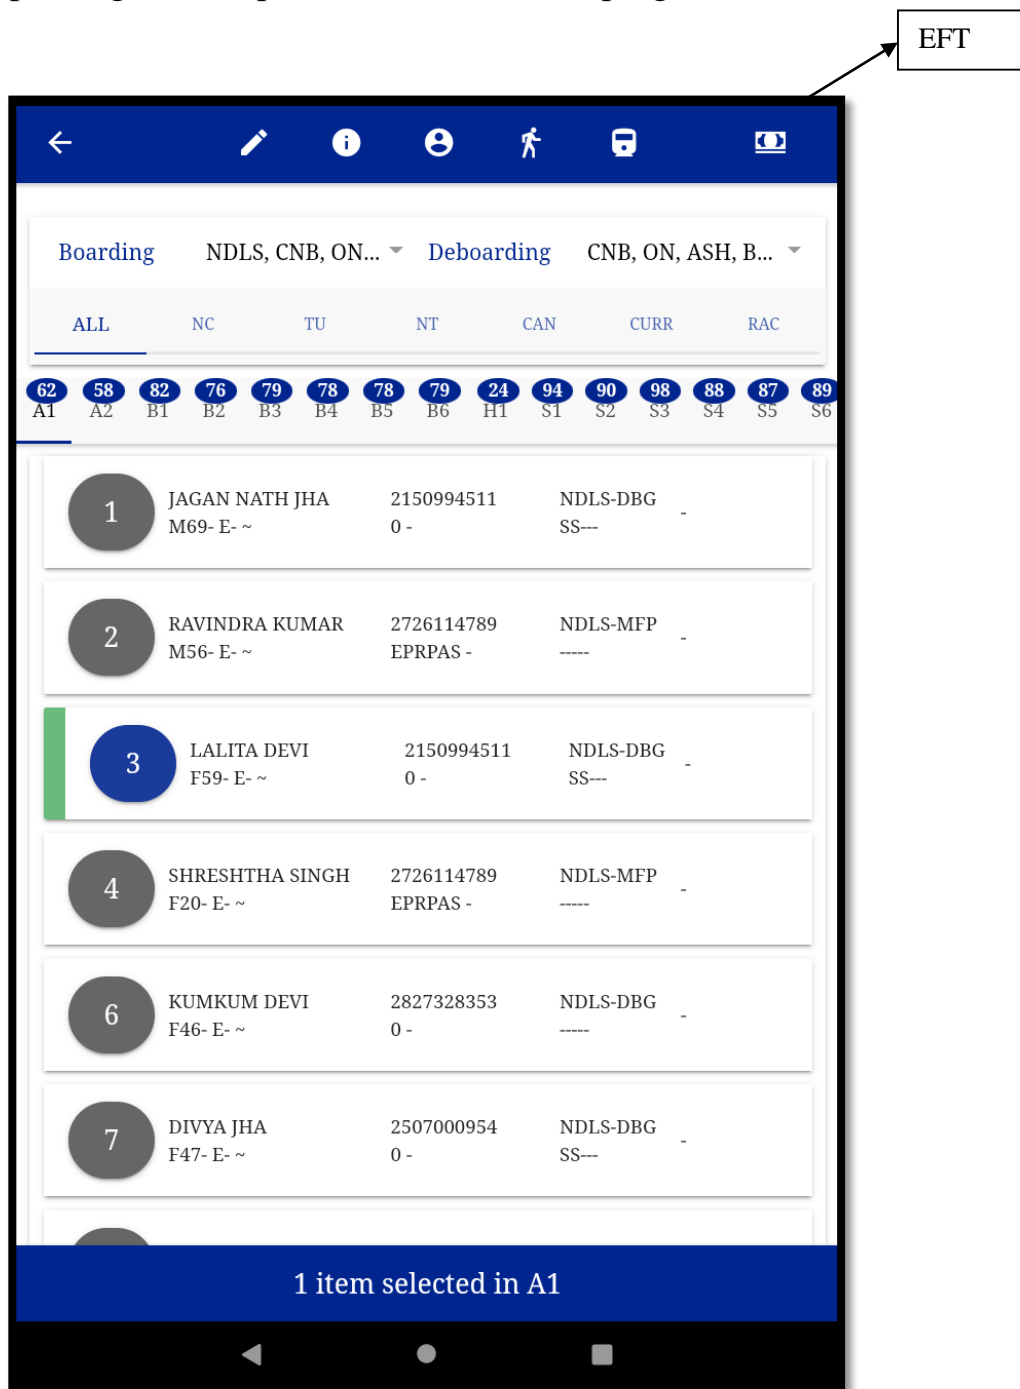 EFT
Boarding NDLS, CNB, ON... Deboarding CNB, ON, ASH, B...
ALL NC TU NT CAN CURR RAC
62 58 82 76 79 78 78 79 24 94 90 98 88 87 89
A1 A2 B1 B2 B3 B4 B5 B6 H1 S1 S2 S3 S4 S5 S6
1 JAGAN NATH JHA 2150994511 NDLS-DBG -
M69- E- ~ 0 - SS---
2 RAVINDRA KUMAR 2726114789 NDLS-MFP -
M56- E- ~ EPRPAS - -----
3 LALITA DEVI 2150994511 NDLS-DBG -
F59- E- ~ 0 - SS---
4 SHRESHTHA SINGH 2726114789 NDLS-MFP -
F20- E- ~ EPRPAS - -----
6 KUMKUM DEVI 2827328353 NDLS-DBG -
F46- E- ~ 0 - -----
7 DIVYA JHA 2507000954 NDLS-DBG -
F47- E- ~ 0 - SS---
1 item selected in A1